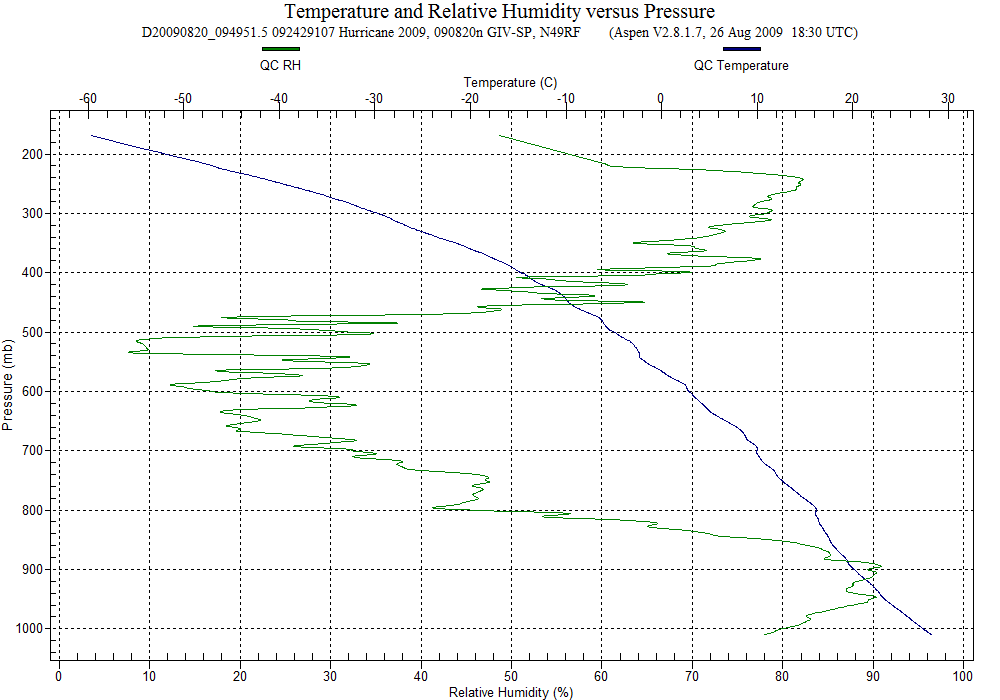 Temperature and Relative Humidity versus Pressure
D20090820_094951.5 092429107 Hurricane 2009, 090820n GIV-SP, N49RF (Aspen V2.8.1.7, 26 Aug 2009 18:30 UTC)
QC RH QC Temperature
Temperature (C)
-60 -50 -40 -30 -20 -10 0 10 20 30
200
300
400
500
600
700
800
900
1000
Pressure (mb)
0 10 20 30 40 50 60 70 80 90 100
Relative Humidity (%)